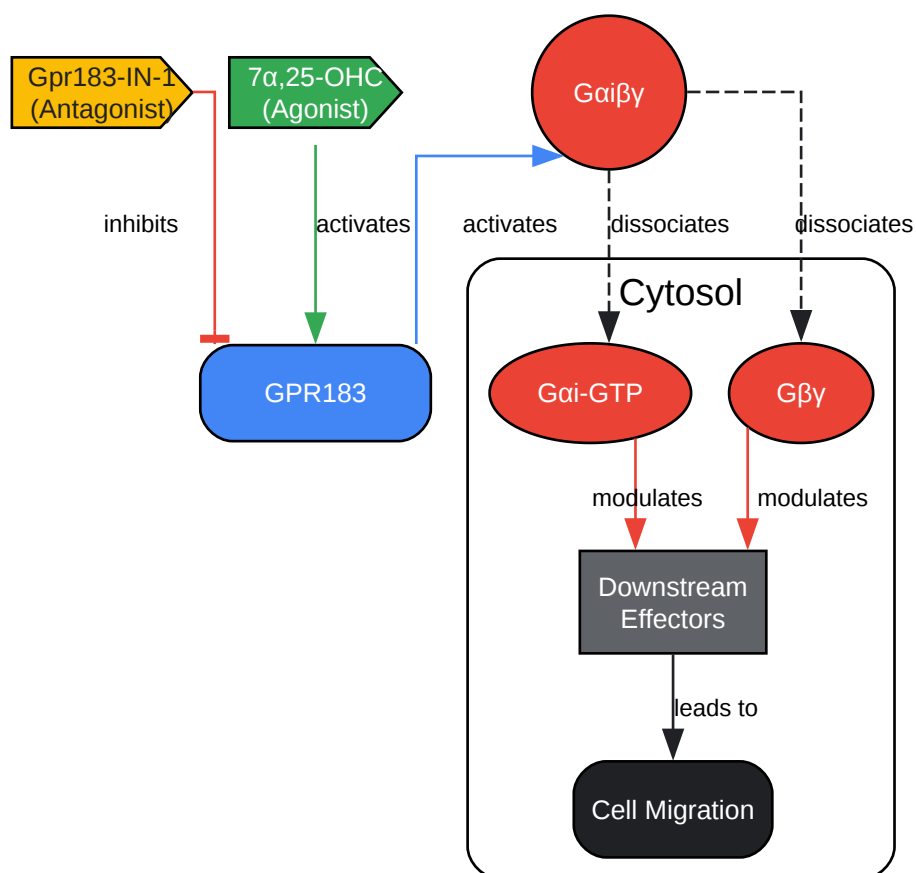 Gpr183-IN-1
(Antagonist)
7α,25-OHC
(Agonist)
Gαiβγ
inhibits
activates
activates
dissociates
dissociates
Cytosol
GPR183
Gαi-GTP
Gβγ
modulates
modulates
Downstream
Effectors
leads to
Cell Migration